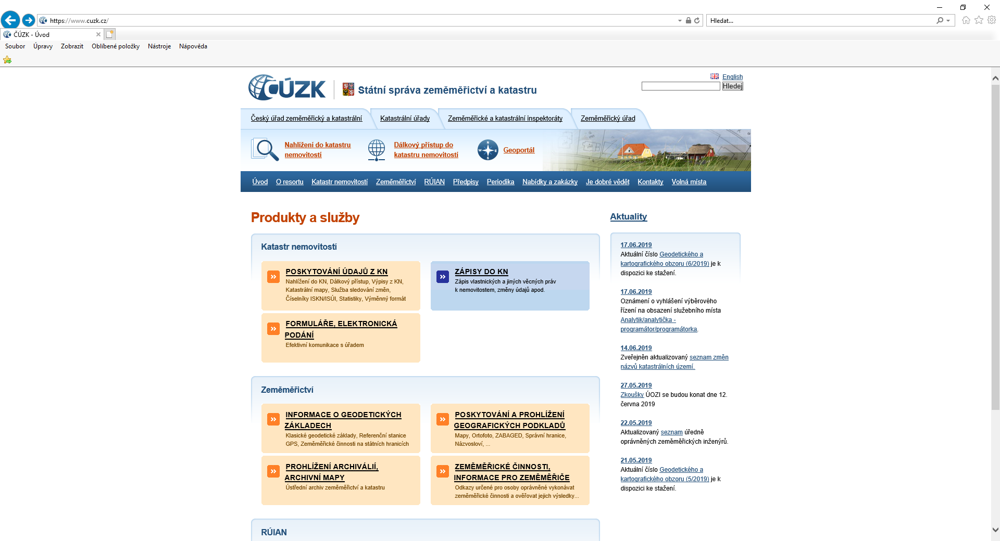 https://www.cuzk.cz/
Hledat...
ČÚZK - Úvod
Soubor Úpravy Zobrazit Oblíbené položky Nástroje Nápověda
ČÚZK
Státní správa zeměměřictví a katastru
English
Hledej
Český úřad zeměměřický a katastrální
Katastrální úřady
Zeměměřické a katastrální inspektoráty
Zeměměřický úřad
Nahlížení do katastru
nemovitostí
Dálkový přístup do
katastru nemovitostí
N
W E
S
Geoportál
Úvod O resortu Katastr nemovitostí Zeměměřictví RÚIAN Předpisy Periodika Nabídky a zakázky Je dobré vědět Kontakty Volná místa
Produkty a služby
Katastr nemovitostí
POSKYTOVÁNÍ ÚDAJŮ Z KN
Nahlížení do KN, Dálkový přístup, Výpisy z KN,
Katastrální mapy, Služba sledování změn,
Číselníky ISKN/ISÚI, Statistiky, Výměnný formát
ZÁPISY DO KN
Zápis vlastnických a jiných věcných práv
k nemovitostem, změny údajů apod.
FORMULÁŘE, ELEKTRONICKÁ
PODÁNÍ
Efektivní komunikace s úřadem
Zeměměřictví
INFORMACE O GEODETICKÝCH
ZÁKLADECH
Klasické geodetické základy, Referenční stanice
GPS, Zeměměřické činnosti na státních hranicích
POSKYTOVÁNÍ A PROHLÍŽENÍ
GEOGRAFICKÝCH PODKLADŮ
Mapy, Ortofoto, ZABAGED, Správní hranice,
Názvosloví, ...
PROHLÍŽENÍ ARCHIVÁLIÍ,
ARCHIVNÍ MAPY
Ústřední archiv zeměměřictví a katastru
ZEMĚMĚŘICKÉ ČINNOSTI,
INFORMACE PRO ZEMĚMĚŘIČE
Odkazy určené pro osoby oprávněné vykonávat
zeměměřické činnosti a ověřovat jejich výsledky...
RÚIAN
Aktuality
17.06.2019
Aktuální číslo Geodetického a
kartografického obzoru (6/2019) je k
dispozici ke stažení.
17.06.2019
Oznámení o vyhlášení výběrového
řízení na obsazení služebního místa
Analytik/analytička -
programátor/programátorka.
14.06.2019
Zveřejněn aktualizovaný seznam změn
názvů katastrálních území.
27.05.2019
Zkoušky ÚOZI se budou konat dne 12.
června 2019
22.05.2019
Aktualizovaný seznam úředně
oprávněných zeměměřických inženýrů.
21.05.2019
Aktuální číslo Geodetického a
kartografického obzoru (5/2019) je k
dispozici ke stažení.